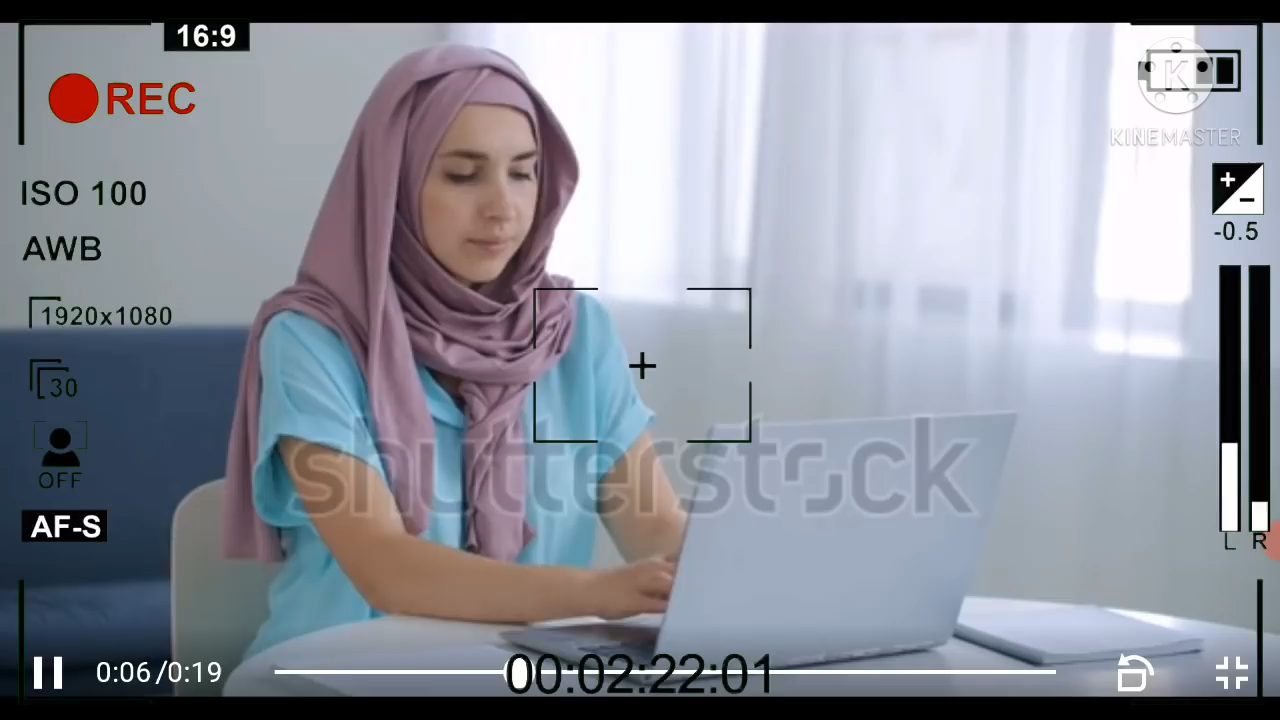 16:9
REC
KINEMASTER
ISO 100
AWB
-0.5
1920x1080
30
OFF
shutterstock
AF-S
L R
0:06/0:19
00:02:22:01